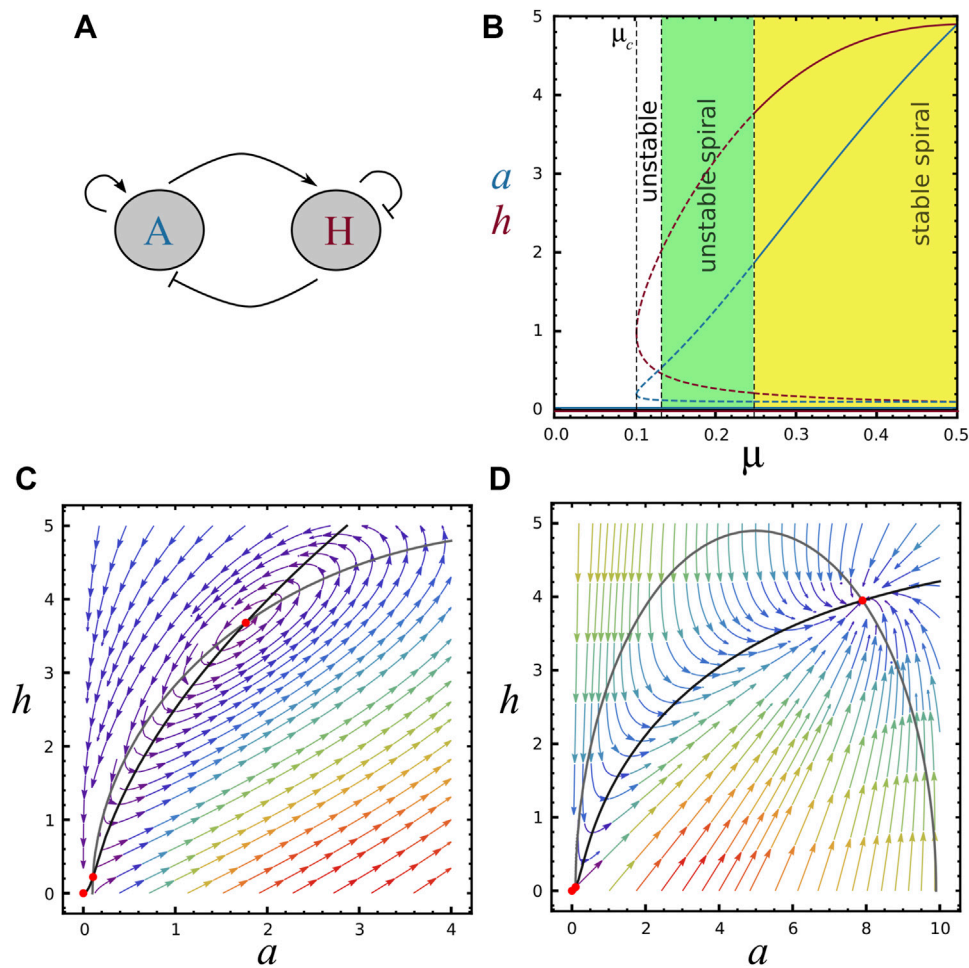 A
A
H
B
5
4
3
2
1
0
a
h
μc
unstable
unstable spiral
stable spiral
0.0 0.1 0.2 0.3 0.4 0.5
μ
C
5
4
3
2
1
0
h
0 1 2 3 4
a
D
5
4
3
2
1
0
h
0 2 4 6 8 10
a